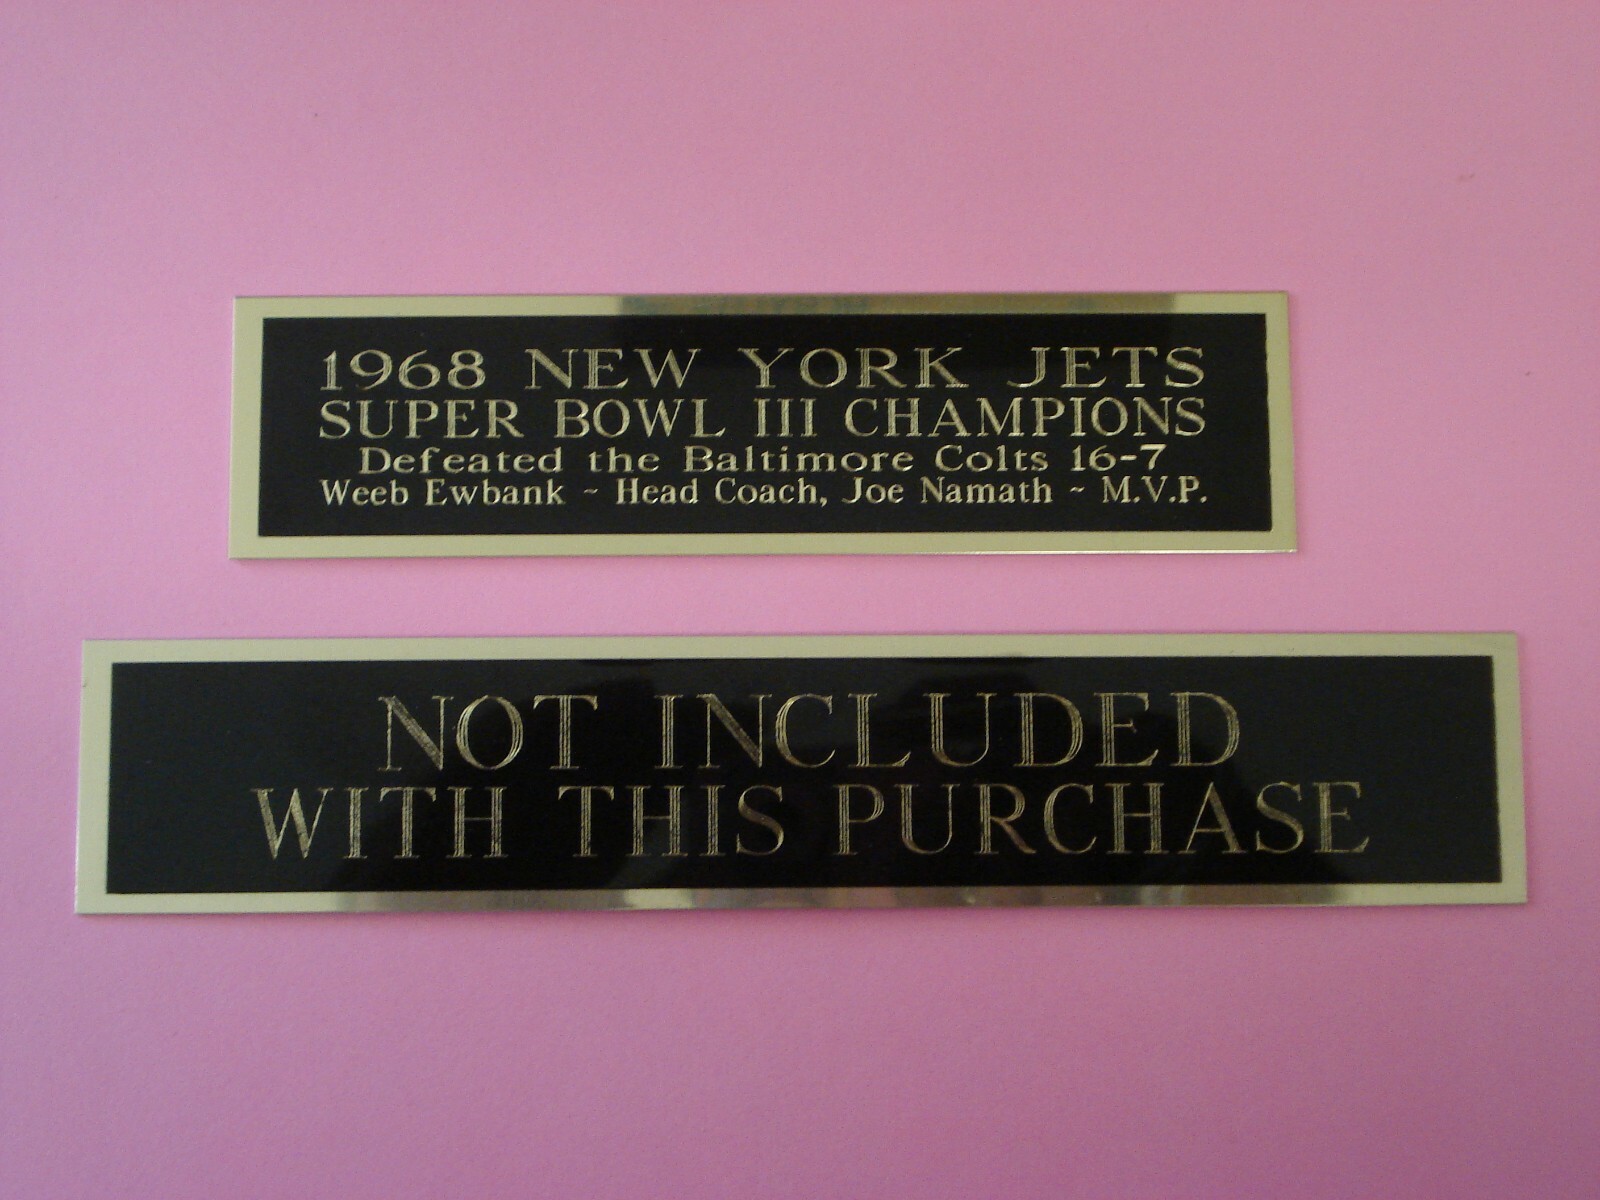 1968 NEW YORK JETS
SUPER BOWL III CHAMPIONS
Defeated the Baltimore Colts 16-7
Weeb Ewbank ~ Head Coach, Joe Namath ~ M.V.P.
NOT INCLUDED
WITH THIS PURCHASE